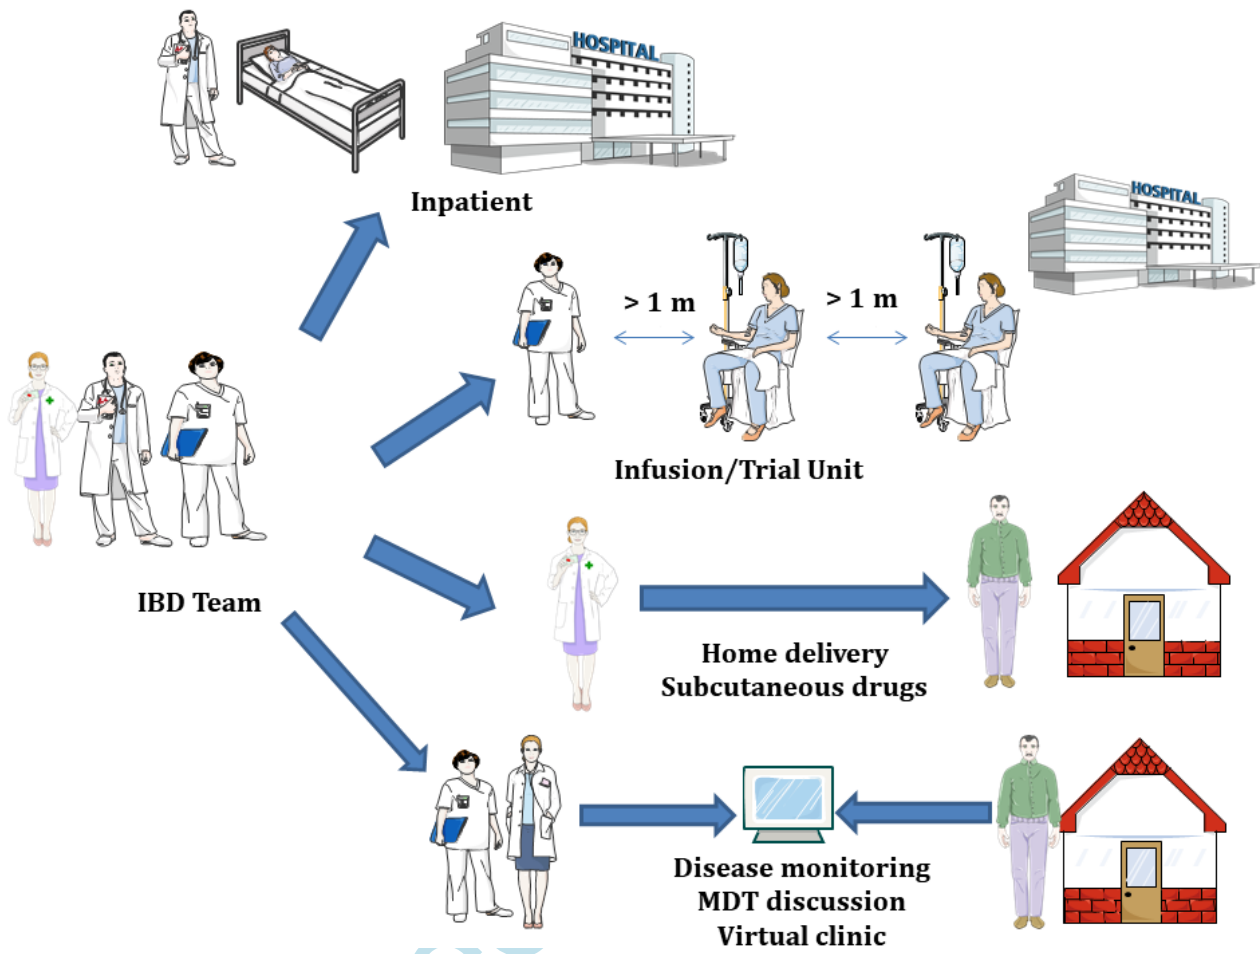 HOSPITAL
Inpatient
HOSPITAL
> 1 m
> 1 m
Infusion/Trial Unit
IBD Team
Home delivery
Subcutaneous drugs
Disease monitoring
MDT discussion
Virtual clinic